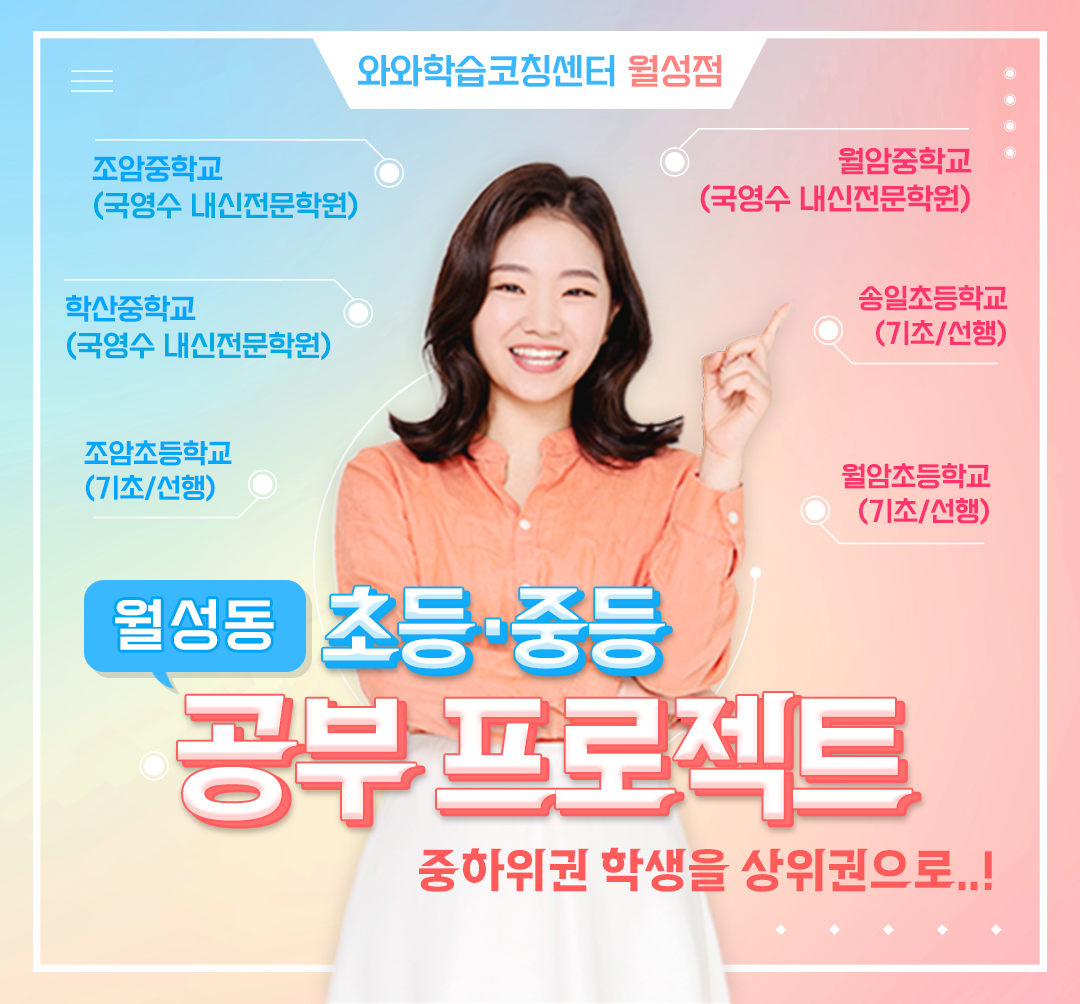 와와학습코칭센터 월성점
조암중학교
(국영수 내신전문학원)
월암중학교
(국영수 내신전문학원)
학산중학교
(국영수 내신전문학원)
송일초등학교
(기초/선행)
조암초등학교
(기초/선행)
월암초등학교
(기초/선행)
월성동 초등·중등
공부 프로젝트
중하위권 학생을 상위권으로..!